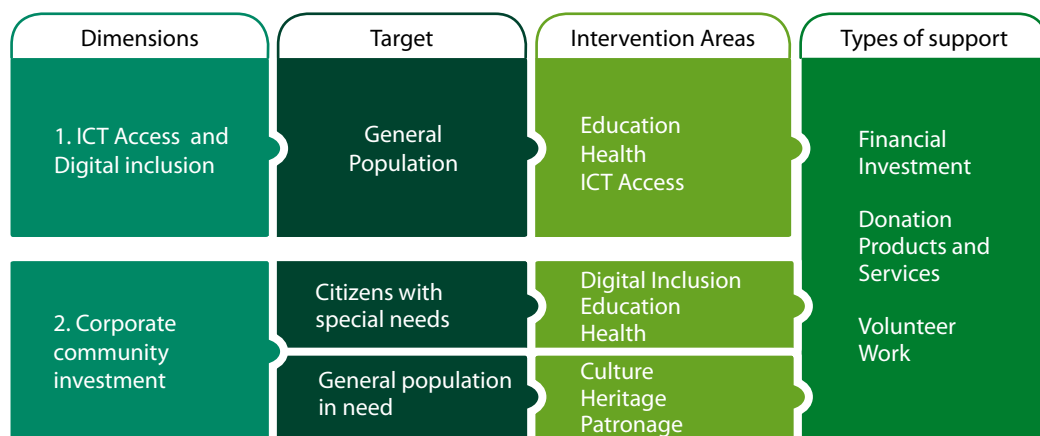 Dimensions
Target
Intervention Areas
Types of support
1. ICT Access and
Digital inclusion
General
Population
Education
Health
ICT Access
Financial
Investment
Donation
Products and
Services
Volunteer
Work
2. Corporate
community
investment
Citizens with
special needs
Digital Inclusion
Education
Health
General population
in need
Culture
Heritage
Patronage